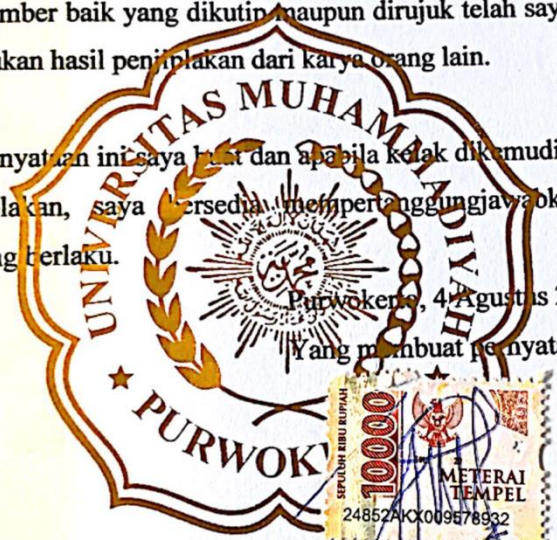 mber baik yang dikutip maupun dirujuk telah say
kan hasil penjiplakan dari karya orang lain.
nyataan ini saya buat dan apabila kelak dikemudi
lakan, saya bersedia mempertanggungjawabk
g berlaku.
Purwokerto, 4 Agustus
Yang membuat pernyat
UNIVERSITAS MUHAMMADIYAH
PURWOK
SEPULUH RIBU RUPIAH
10000
METERAI
TEMPEL
24852AKX009578932